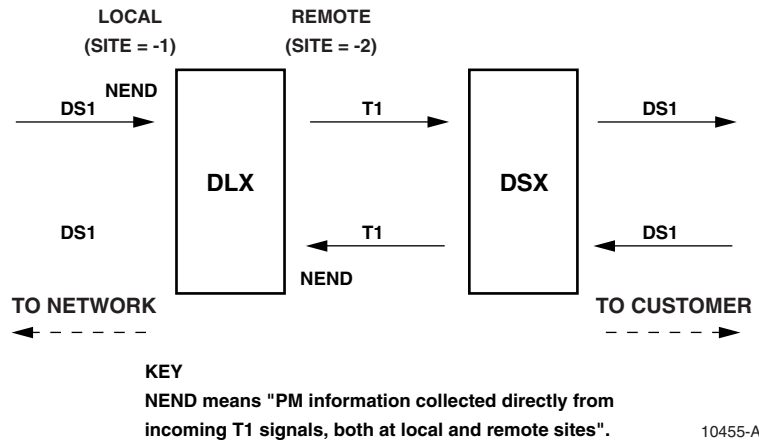 LOCAL REMOTE
(SITE = -1) (SITE = -2)
NEND
DS1 T1 DS1
DLX DSX
DS1 T1 DS1
NEND
TO NETWORK TO CUSTOMER
KEY
NEND means "PM information collected directly from
incoming T1 signals, both at local and remote sites".
10455-A